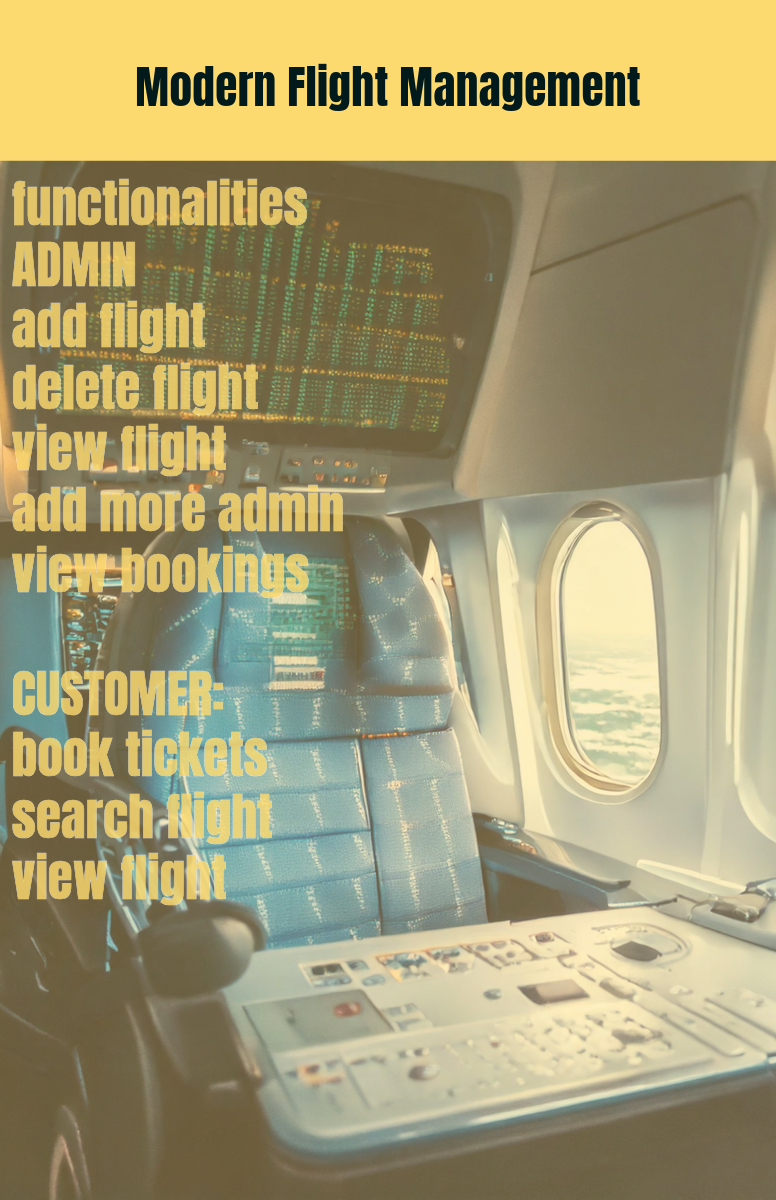 Modern Flight Management
functionalities
ADMIN
add flight
delete flight
view flight
add more admin
view bookings
CUSTOMER:
book tickets
search flight
view flight